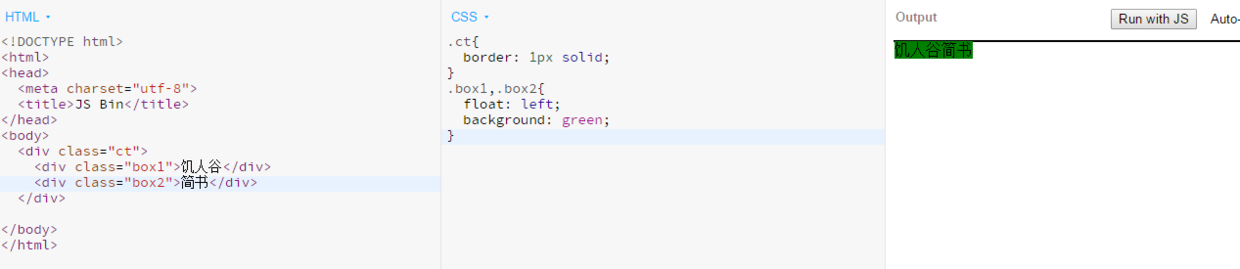 HTML
<!DOCTYPE html>
<html>
<head>
  <meta charset="utf-8">
  <title>JS Bin</title>
</head>
<body>
  <div class="ct">
    <div class="box1">饥人谷</div>
    <div class="box2">简书</div>
  </div>

</body>
</html>
CSS
.ct{
  border: 1px solid;
}
.box1,.box2{
  float: left;
  background: green;
}
Output
Run with JS
Auto-
饥人谷简书